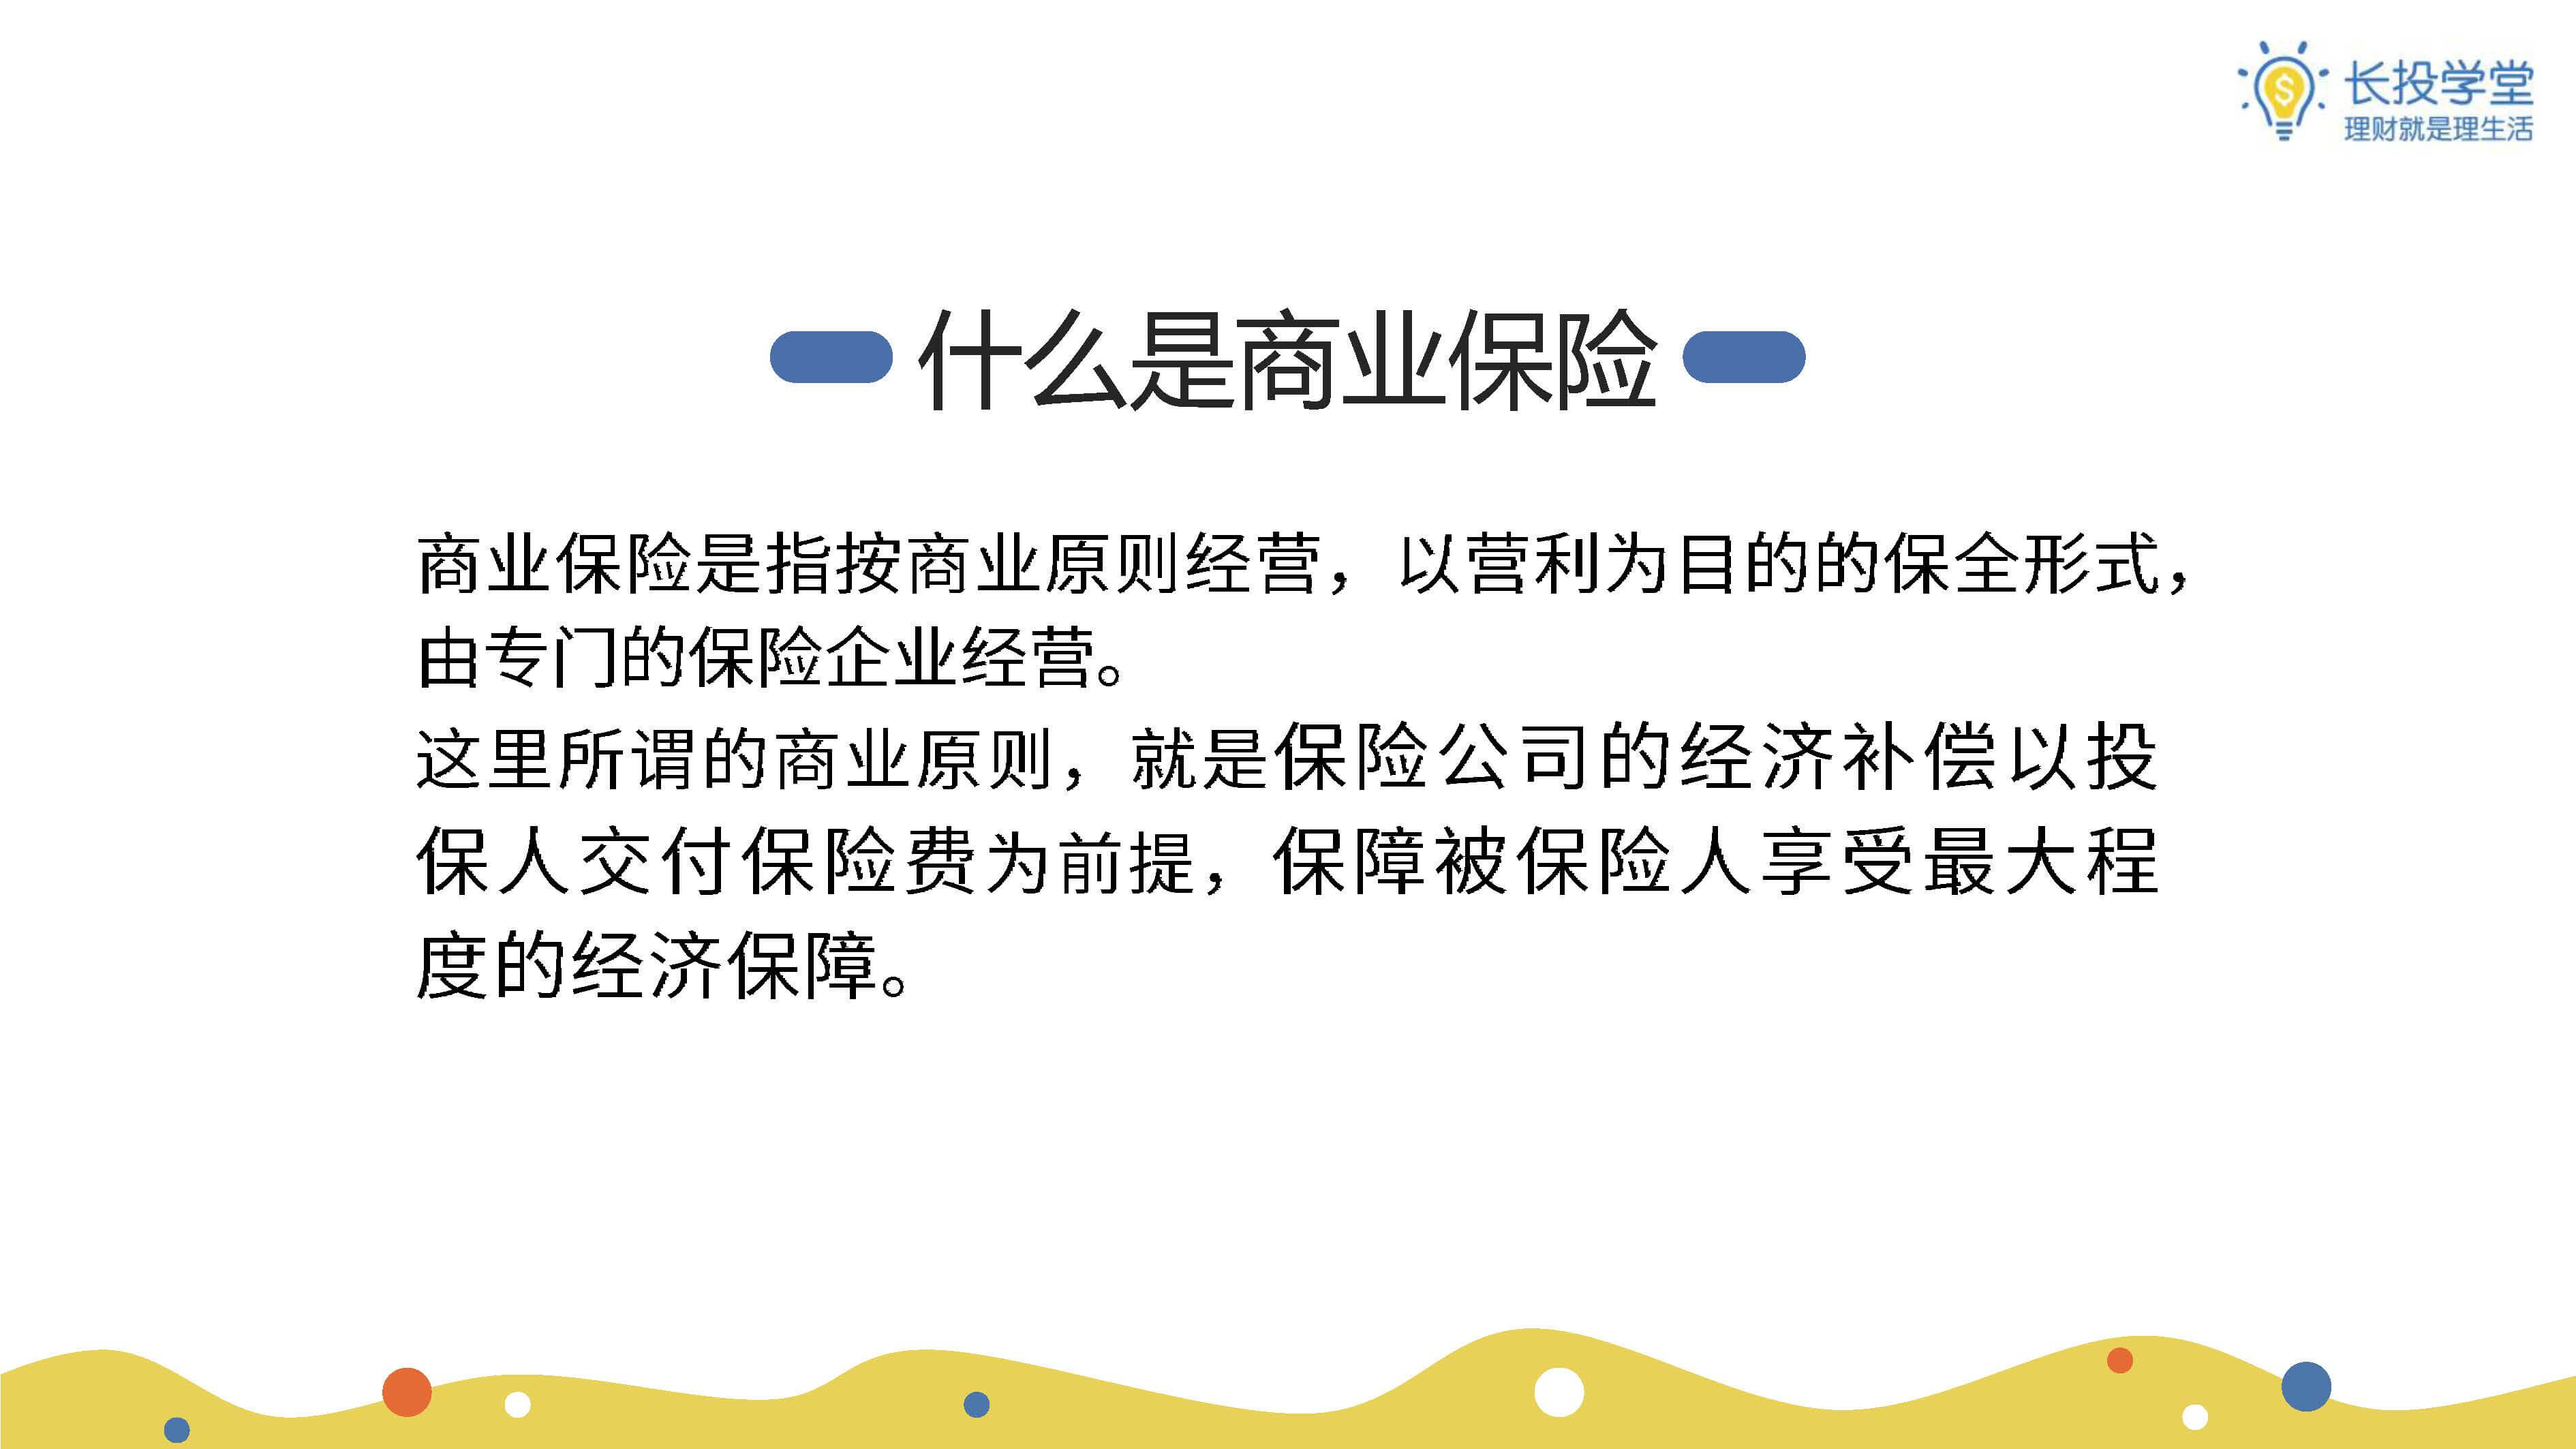 长投学堂
理财就是理生活
什么是商业保险
商业保险是指按商业原则经营，以营利为目的的保全形式，
由专门的保险企业经营。
这里所谓的商业原则，就是保险公司的经济补偿以投
保人交付保险费为前提，保障被保险人享受最大程
度的经济保障。